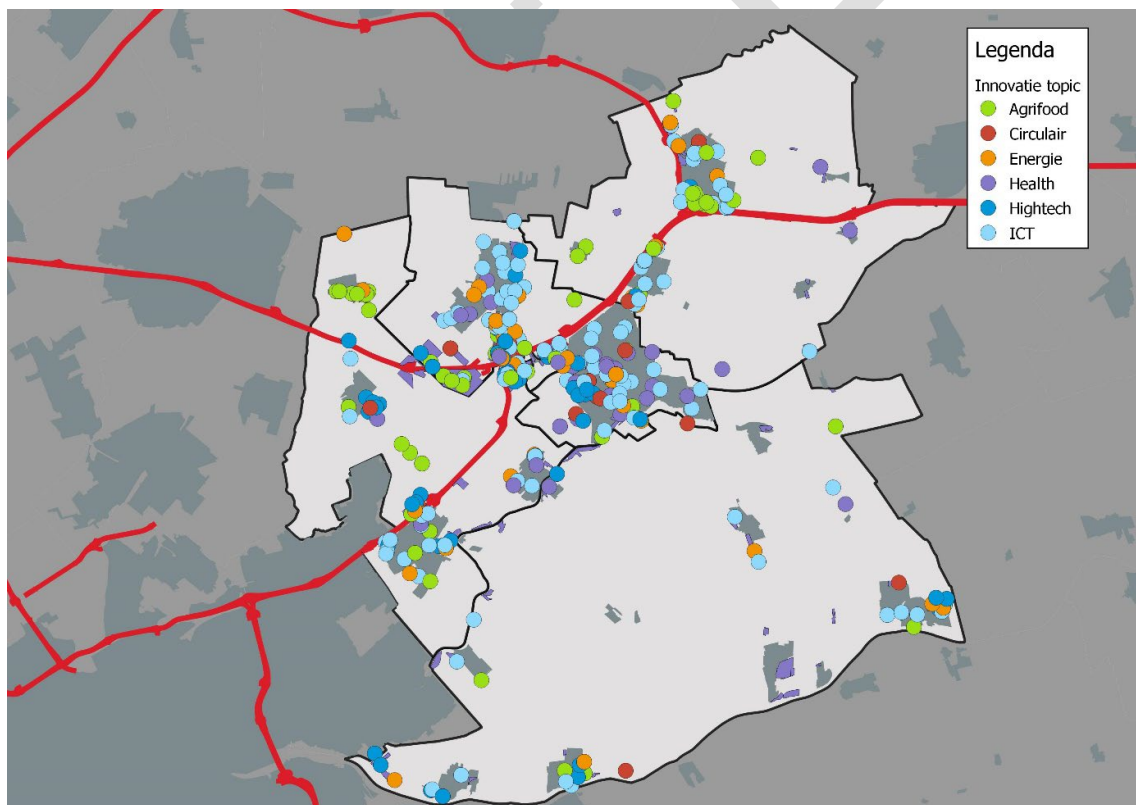 Legenda
Innovatie topic
Agrifood
Circulair
Energie
Health
Hightech
ICT